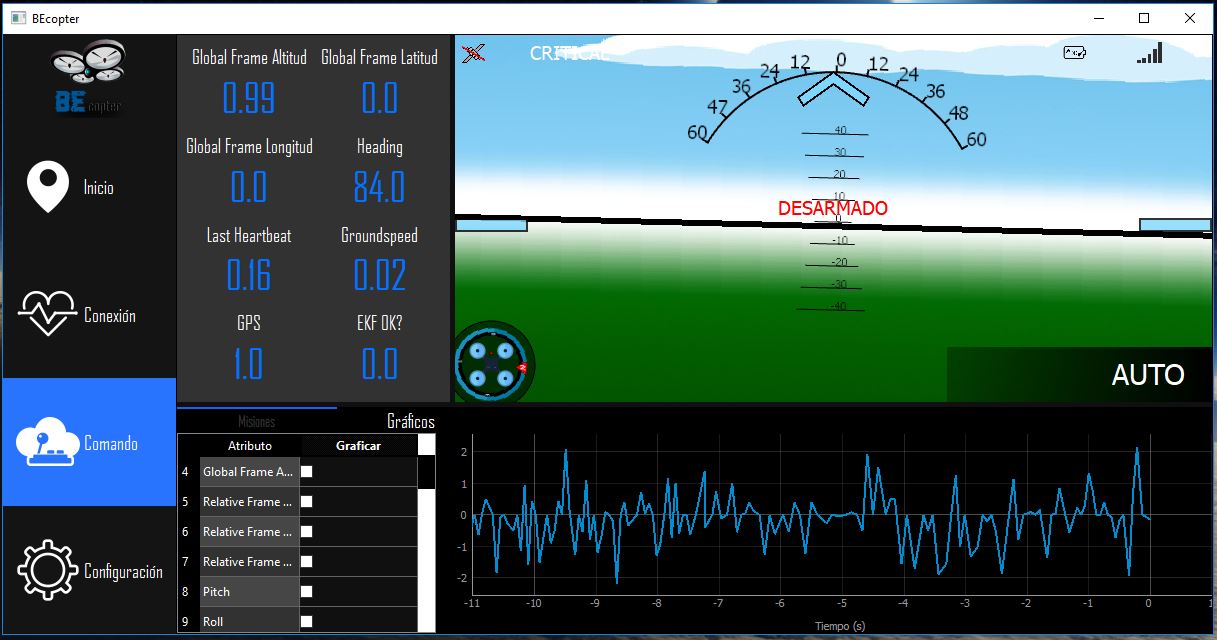 BEcopter
BE copter
Inicio
Conexión
Comando
Configuración
Global Frame Altitud
Global Frame Latitud
0.99
0.0
Global Frame Longitud
Heading
0.0
84.0
Last Heartbeat
Groundspeed
0.16
0.02
GPS
EKF OK?
1.0
0.0
CRITICAL
60
47
36
24
12
0
12
24
36
48
60
40
30
20
10
DESARMADO
0
-10
-20
-30
-40
AUTO
Misiones
Gráficos
Atributo
Graficar
4 Global Frame A...
5 Relative Frame ...
6 Relative Frame ...
7 Relative Frame ...
8 Pitch
9 Roll
2
1
0
-1
-2
-11 -10 -9 -8 -7 -6 -5 -4 -3 -2 -1 0 1
Tiempo (s)